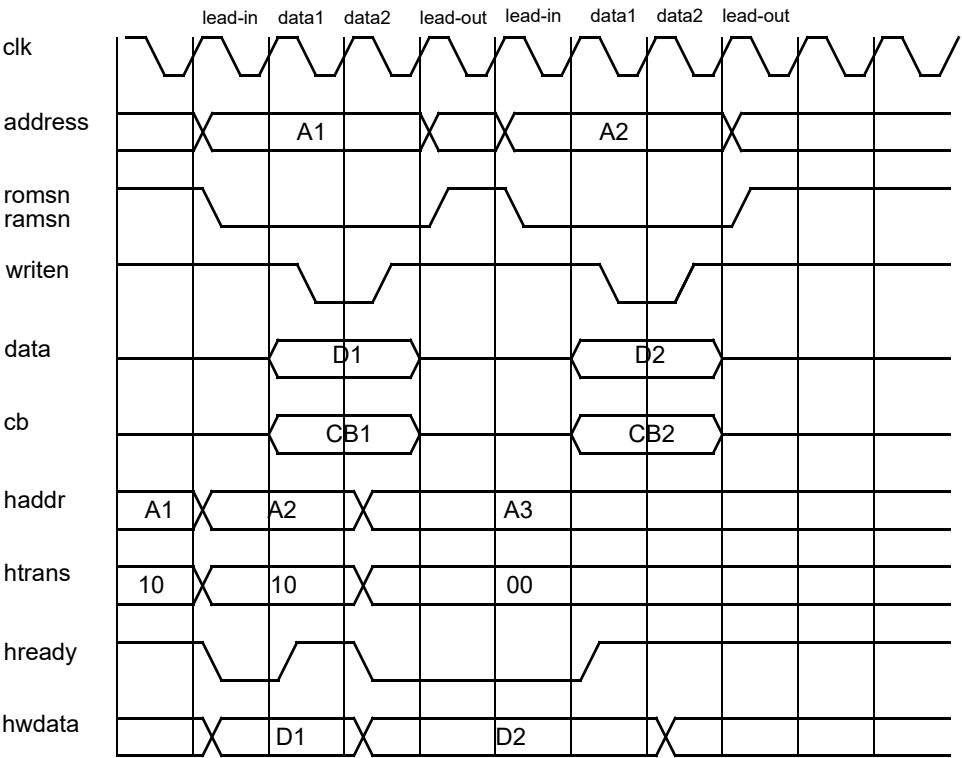 lead-in data1 data2 lead-out lead-in data1 data2 lead-out
clk
address A1 A2
romsn
ramsn
writen
data D1 D2
cb CB1 CB2
haddr A1 A2 A3
htrans 10 10 00
hready
hwdata D1 D2